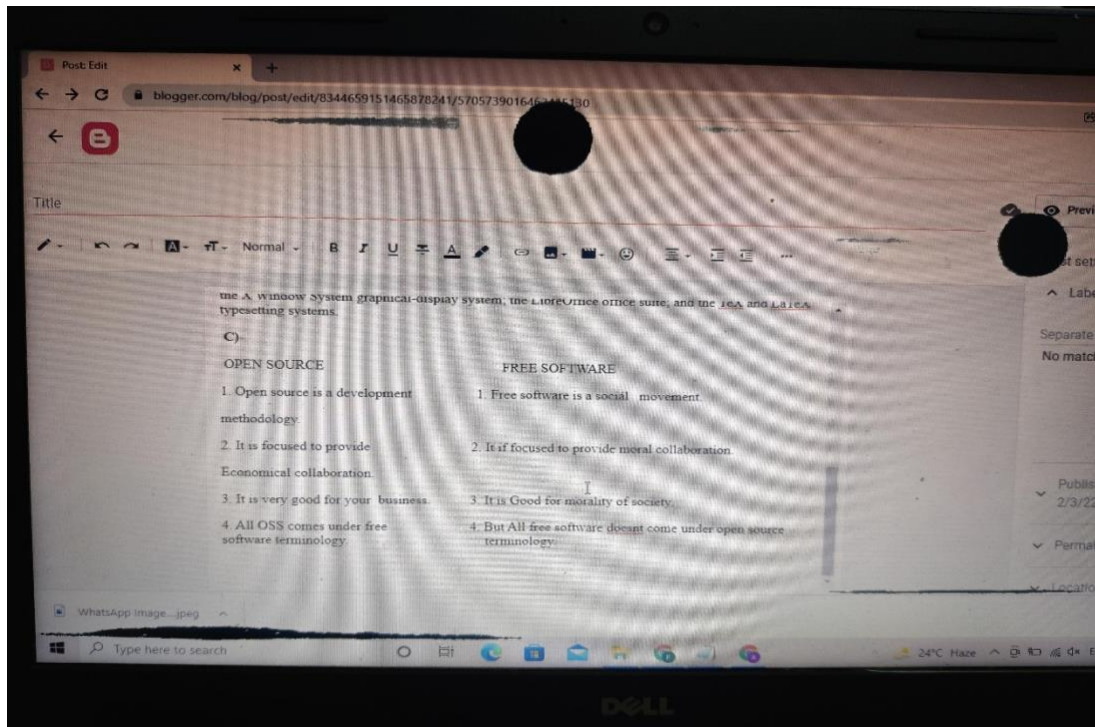 Post: Edit
blogger.com/blog/post/edit/8344659151465878241/
Title
Previ
Normal
the X Window System graphical-display system; the LibreOffice office suite; and the TeX and LaTeX
typesetting systems.
C)
OPEN SOURCE FREE SOFTWARE
1. Open source is a development 1. Free software is a social movement.
methodology.
2. It is focused to provide 2. It if focused to provide moral collaboration.
Economical collaboration.
3. It is very good for your business. 3. It is Good for morality of society.
4. All OSS comes under free 4. But All free software doesnt come under open source
software terminology. terminology.
st set
Labe
Separate
No match
Publis
2/3/22
Permal
Locatio
WhatsApp Image....jpeg
Type here to search
24°C Haze
DELL